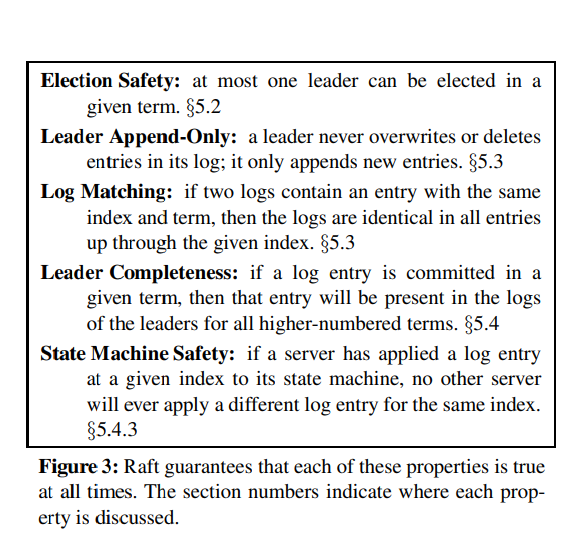 Election Safety: at most one leader can be elected in a
given term. §5.2
Leader Append-Only: a leader never overwrites or deletes
entries in its log; it only appends new entries. §5.3
Log Matching: if two logs contain an entry with the same
index and term, then the logs are identical in all entries
up through the given index. §5.3
Leader Completeness: if a log entry is committed in a
given term, then that entry will be present in the logs
of the leaders for all higher-numbered terms. §5.4
State Machine Safety: if a server has applied a log entry
at a given index to its state machine, no other server
will ever apply a different log entry for the same index.
§5.4.3
Figure 3: Raft guarantees that each of these properties is true
at all times. The section numbers indicate where each prop-
erty is discussed.